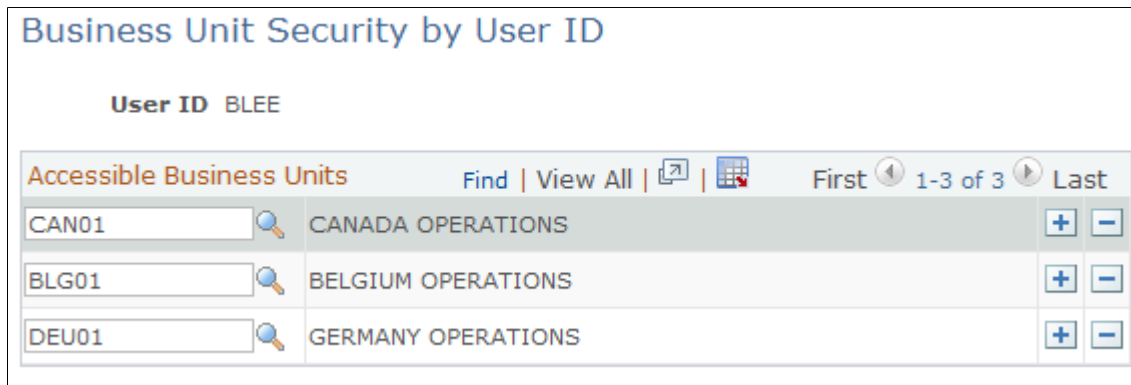 Business Unit Security by User ID
User ID BLEE
Accessible Business Units Find | View All | | First 1-3 of 3 Last
CAN01 CANADA OPERATIONS
BLG01 BELGIUM OPERATIONS
DEU01 GERMANY OPERATIONS